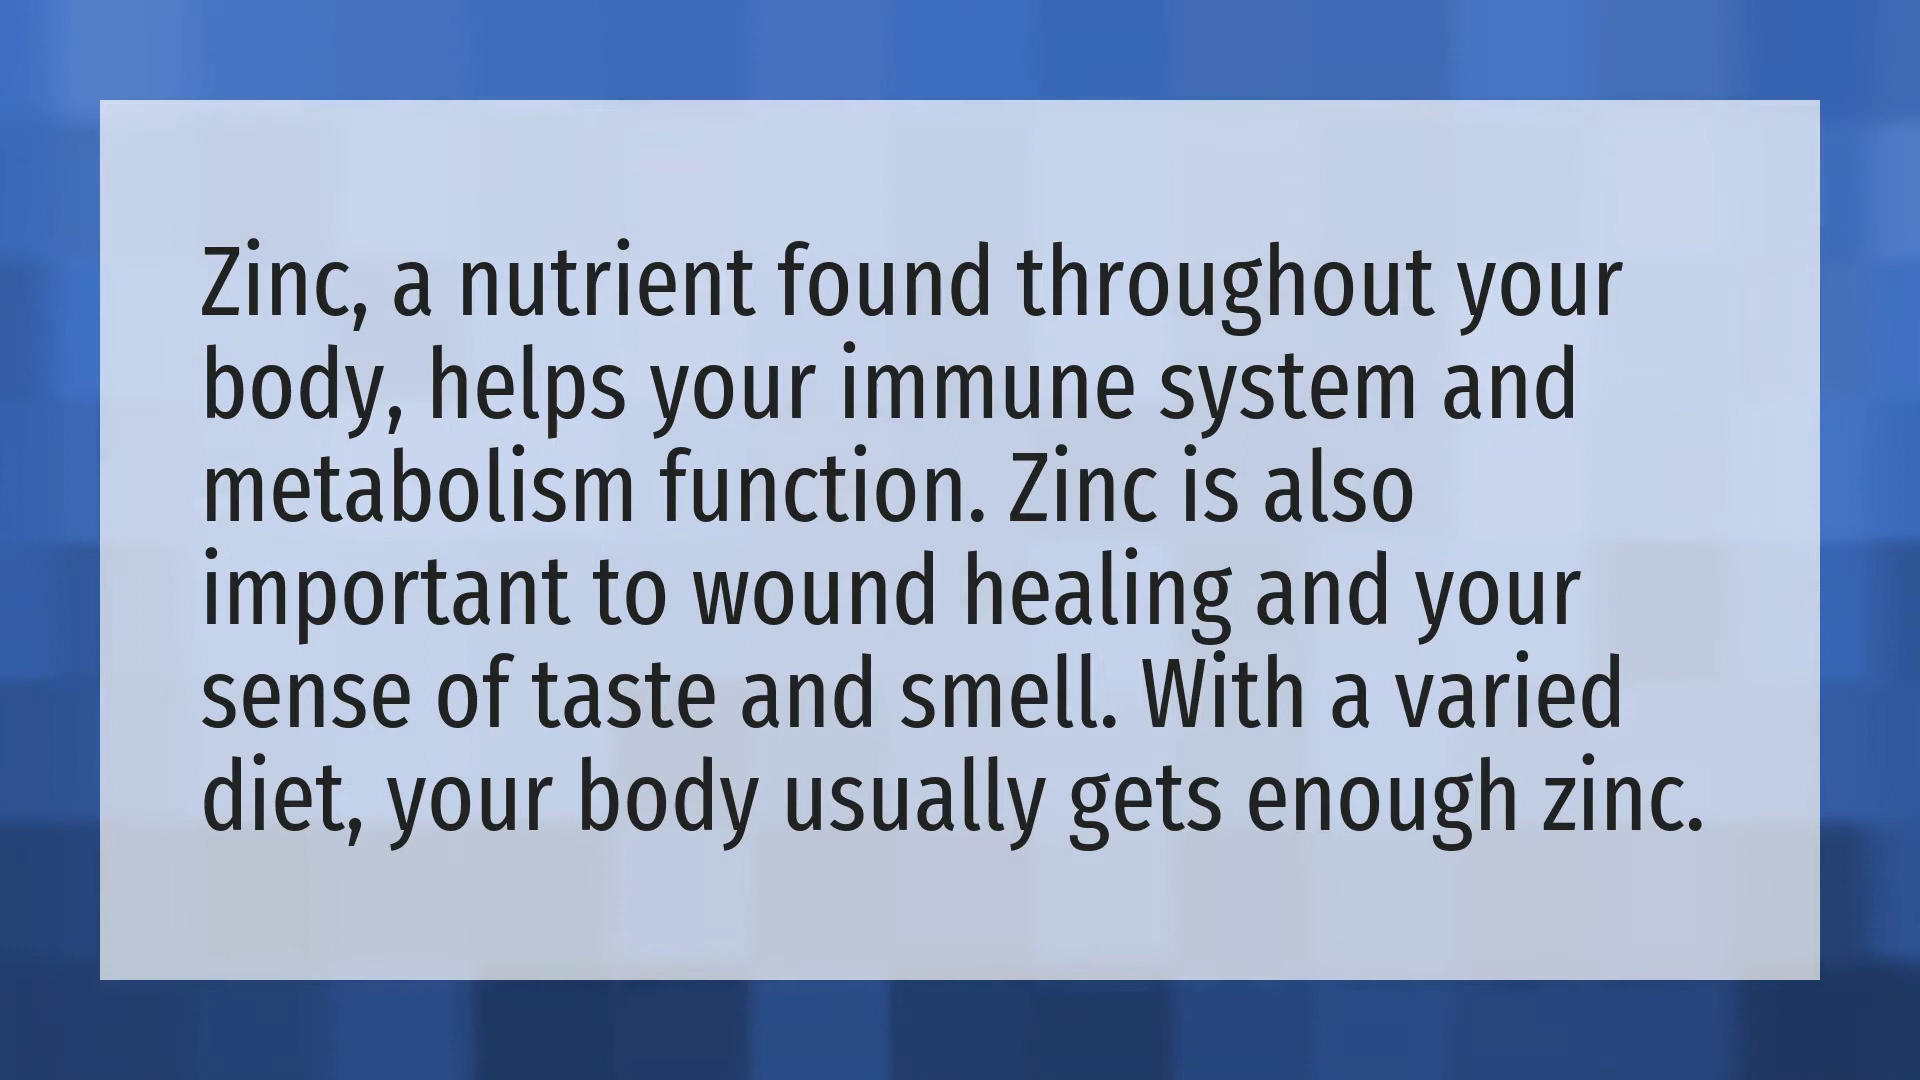 Zinc, a nutrient found throughout your
body, helps your immune system and
metabolism function. Zinc is also
important to wound healing and your
sense of taste and smell. With a varied
diet, your body usually gets enough zinc.